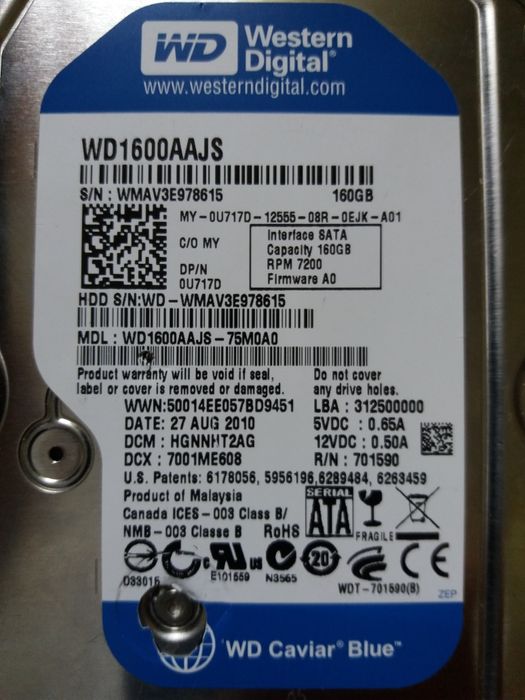 WD Western Digital®
www.westerndigital.com
WD1600AAJS
S/N : WMAV3E978615 160GB
MY-0U717D-12555-08R-0EJK-A01
C/O MY
DP/N
0U717D
Interface SATA
Capacity 160GB
RPM 7200
Firmware A0
HDD S/N:WD-WMAV3E978615
MDL : WD1600AAJS-75M0A0
Product warranty will be void if seal,
label or cover is removed or damaged.
Do not cover
any drive holes.
WWN:50014EE057BD9451 LBA : 312500000
DATE: 27 AUG 2010 5VDC : 0.65A
DCM : HGNNHT2AG 12VDC : 0.50A
DCX : 7001ME608 R/N : 701590
U.S. Patents: 6178056, 5956196,6289484, 6263459
Product of Malaysia
Canada ICES-003 Class B/
NMB-003 Classe B RoHS
SERIAL
ATA
FRAGILE
c us 20 CE
D33015 E101559 N3565
WDT-701590(B)
ZEP
WD Caviar® Blue™